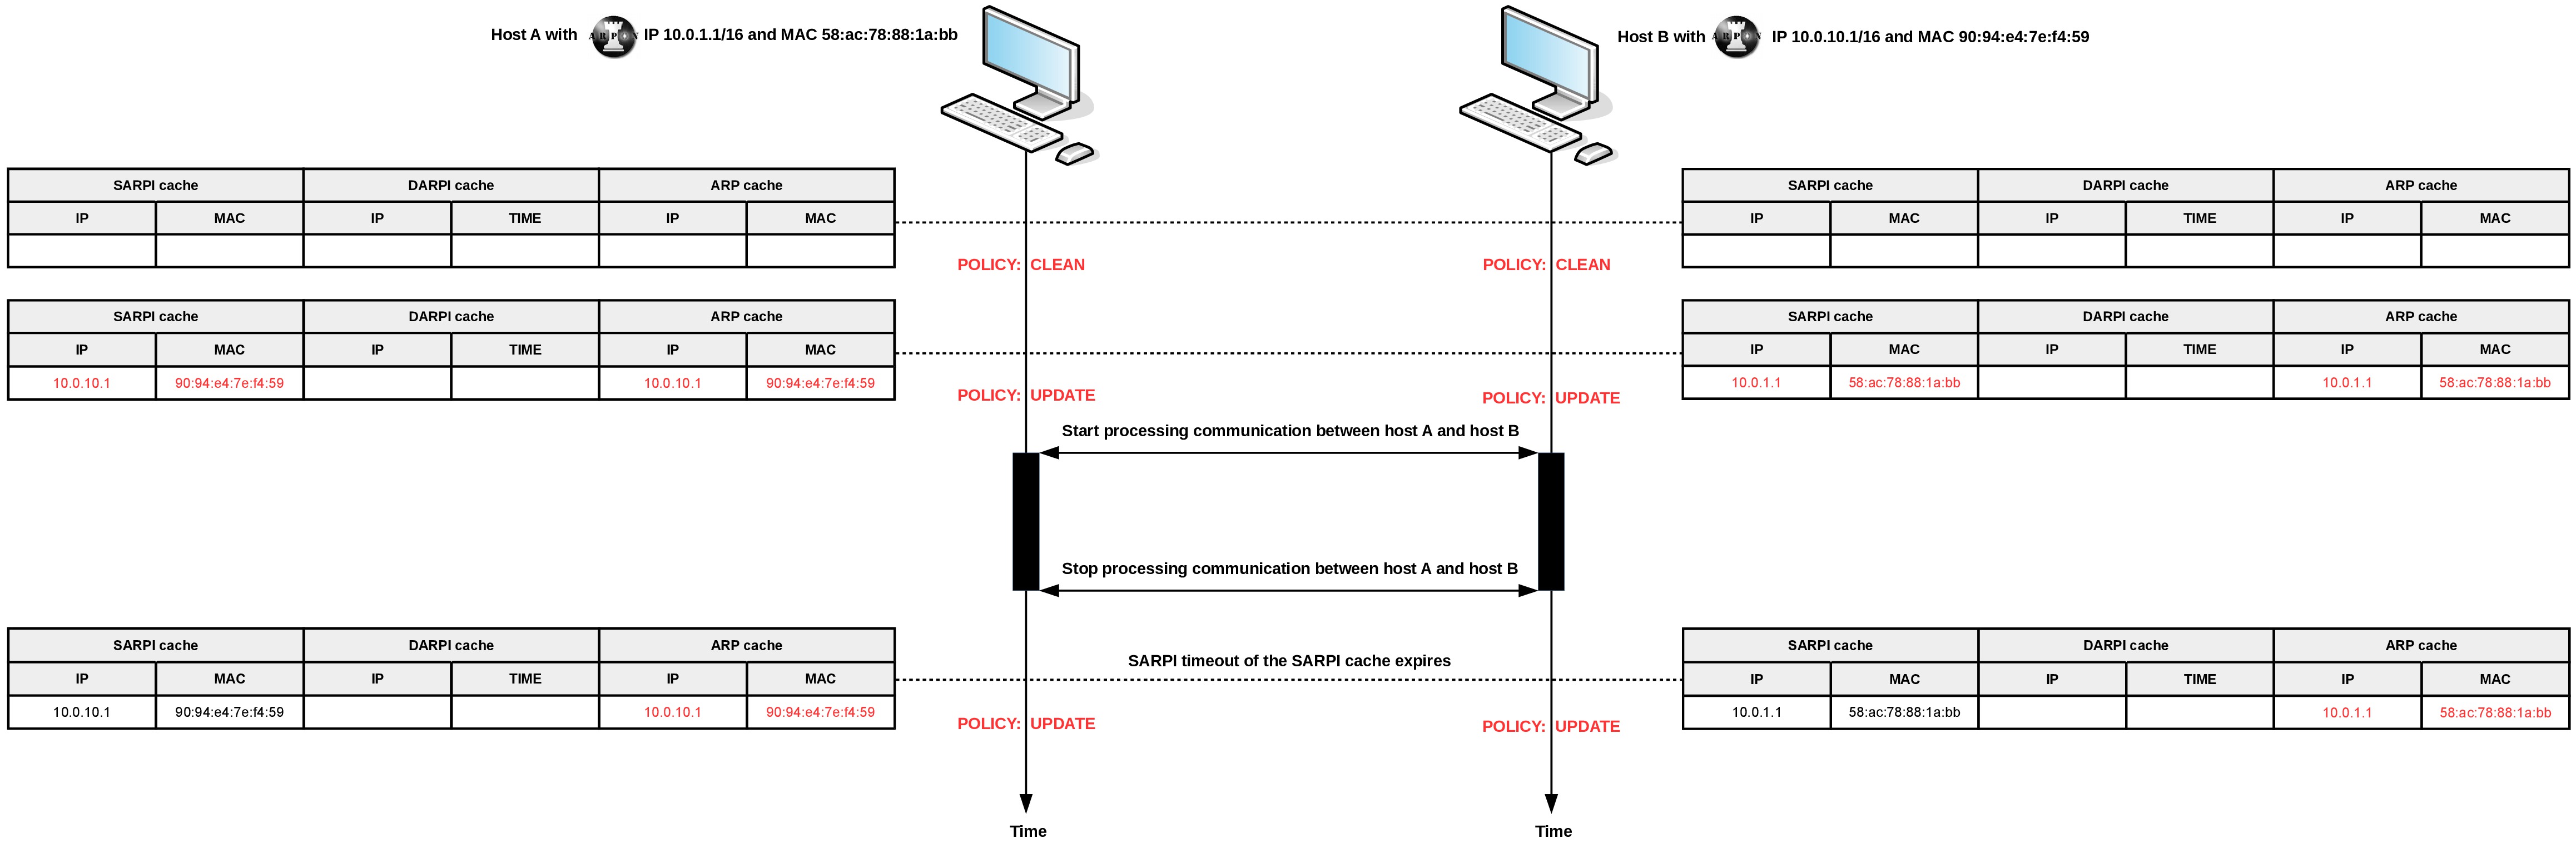 Host A with ARPON IP 10.0.1.1/16 and MAC 58:ac:78:88:1a:bb
Host B with ARPON IP 10.0.10.1/16 and MAC 90:94:e4:7e:f4:59
SARPI cache DARPI cache ARP cache
IP MAC IP TIME IP MAC
SARPI cache DARPI cache ARP cache
IP MAC IP TIME IP MAC
POLICY: CLEAN
POLICY: CLEAN
SARPI cache DARPI cache ARP cache
IP MAC IP TIME IP MAC
10.0.10.1 90:94:e4:7e:f4:59 10.0.10.1 90:94:e4:7e:f4:59
SARPI cache DARPI cache ARP cache
IP MAC IP TIME IP MAC
10.0.1.1 58:ac:78:88:1a:bb 10.0.1.1 58:ac:78:88:1a:bb
POLICY: UPDATE
POLICY: UPDATE
Start processing communication between host A and host B
Stop processing communication between host A and host B
SARPI cache DARPI cache ARP cache
IP MAC IP TIME IP MAC
10.0.10.1 90:94:e4:7e:f4:59 10.0.10.1 90:94:e4:7e:f4:59
SARPI timeout of the SARPI cache expires
SARPI cache DARPI cache ARP cache
IP MAC IP TIME IP MAC
10.0.1.1 58:ac:78:88:1a:bb 10.0.1.1 58:ac:78:88:1a:bb
POLICY: UPDATE
POLICY: UPDATE
Time
Time